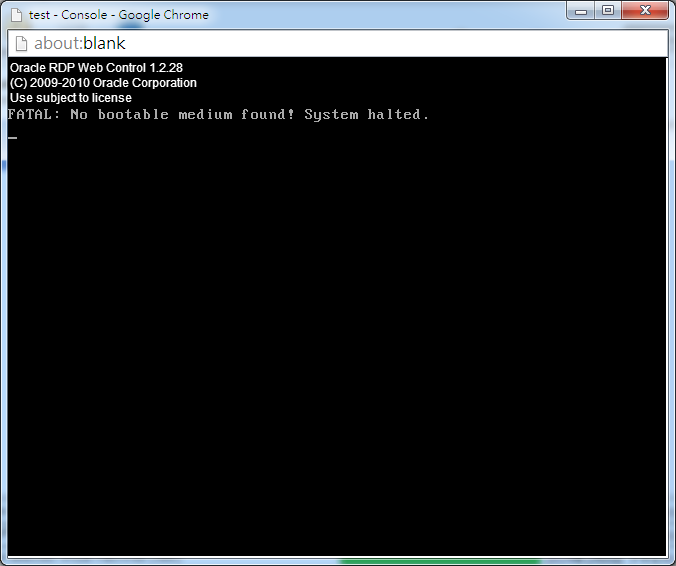 test - Console - Google Chrome
about:blank
Oracle RDP Web Control 1.2.28
(C) 2009-2010 Oracle Corporation
Use subject to license
FATAL: No bootable medium found! System halted.